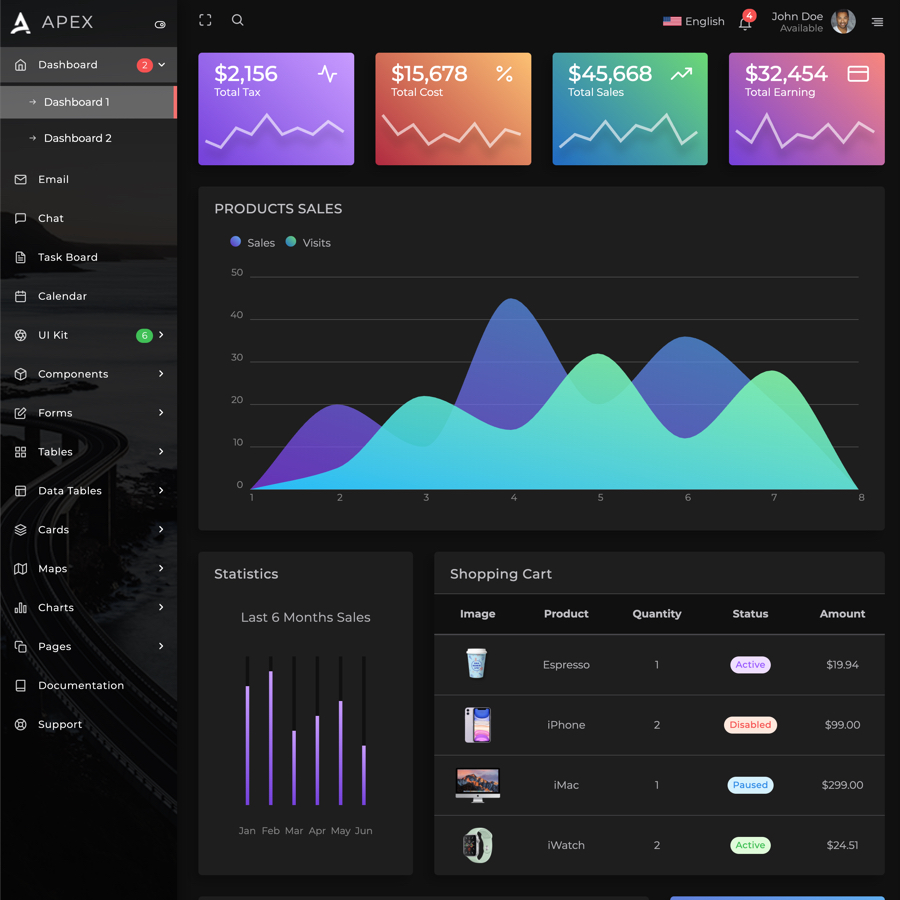 APEX
Dashboard 2
Dashboard 1
Dashboard 2
Email
Chat
Task Board
Calendar
UI Kit 6
Components
Forms
Tables
Data Tables
Cards
Maps
Charts
Pages
Documentation
Support
English
4
John Doe
Available
$2,156
Total Tax
$15,678
Total Cost
$45,668
Total Sales
$32,454
Total Earning
PRODUCTS SALES
Sales Visits
50
40
30
20
10
0
1 2 3 4 5 6 7 8
Statistics
Last 6 Months Sales
Jan Feb Mar Apr May Jun
Shopping Cart
Image Product Quantity Status Amount
Espresso 1 Active $19.94
iPhone 2 Disabled $99.00
iMac 1 Paused $299.00
iWatch 2 Active $24.51